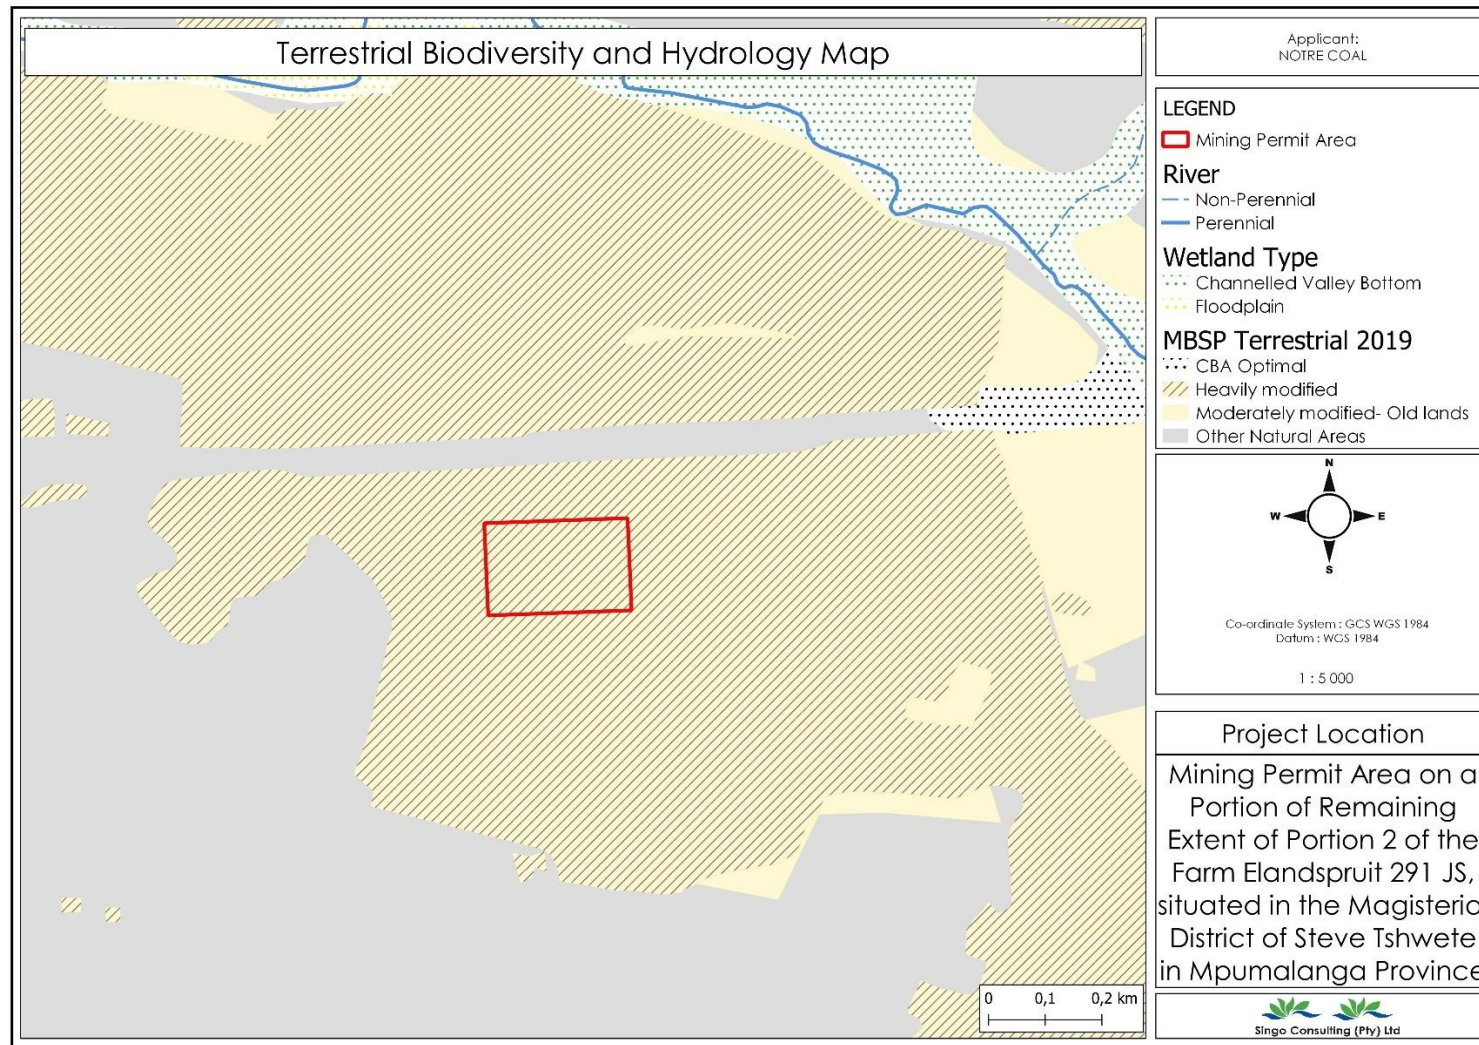 Terrestrial Biodiversity and Hydrology Map
Applicant:
NOTRE COAL
LEGEND
Mining Permit Area
River
Non-Perennial
Perennial
Wetland Type
Channelled Valley Bottom
Floodplain
MBSP Terrestrial 2019
CBA Optimal
Heavily modified
Moderately modified- Old lands
Other Natural Areas
N
W E
S
Co-ordinate System : GCS WGS 1984
Datum : WGS 1984
1 : 5 000
Project Location
Mining Permit Area on a
Portion of Remaining
Extent of Portion 2 of the
Farm Elandspruit 291 JS,
situated in the Magisteria
District of Steve Tshwete
in Mpumalanga Province
0 0,1 0,2 km
Singo Consulting (Pty) Ltd